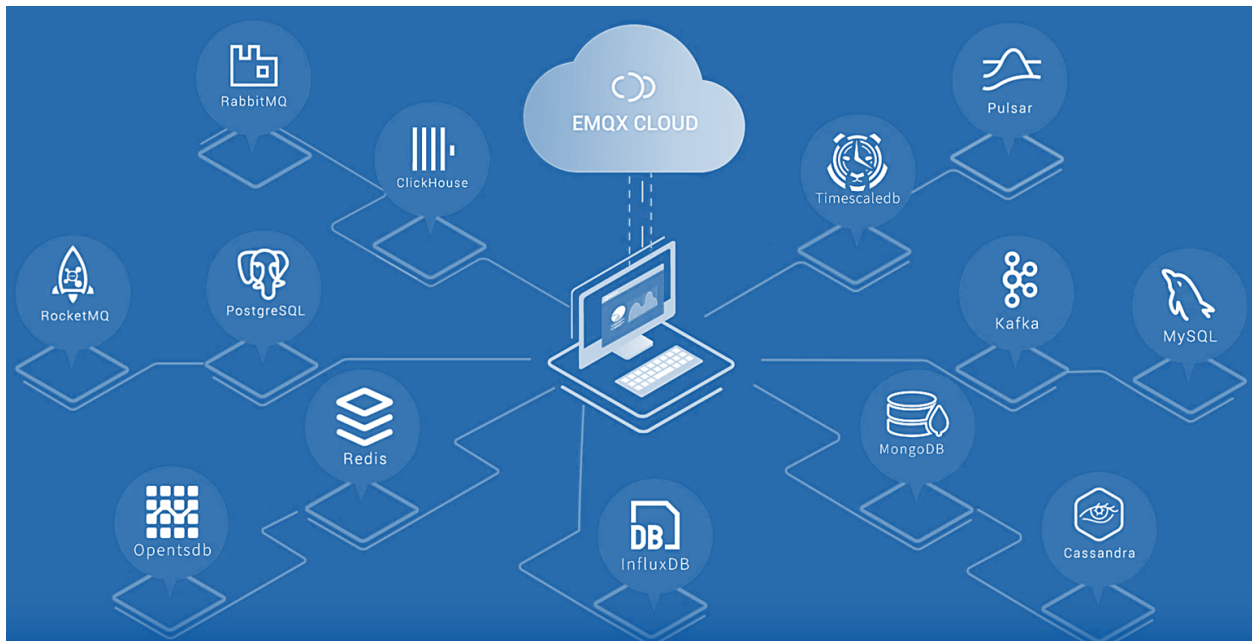 RabbitMQ
EMQX CLOUD
Pulsar
ClickHouse
Timescaledb
RocketMQ
PostgreSQL
Kafka
MySQL
Redis
MongoDB
Opentsdb
DB
InfluxDB
Cassandra